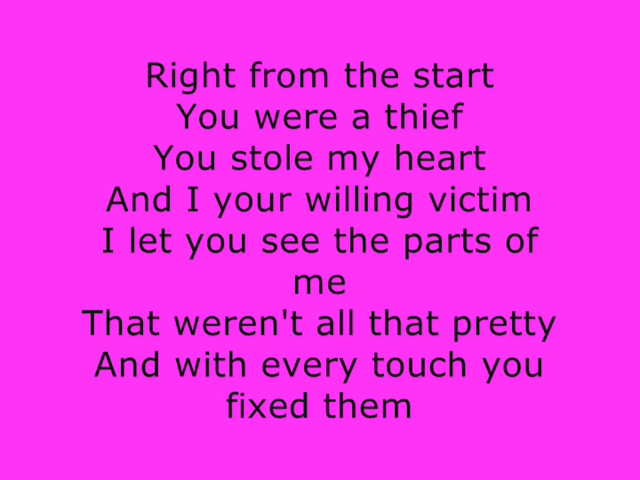 Right from the start
You were a thief
You stole my heart
And I your willing victim
I let you see the parts of
me
That weren't all that pretty
And with every touch you
fixed them